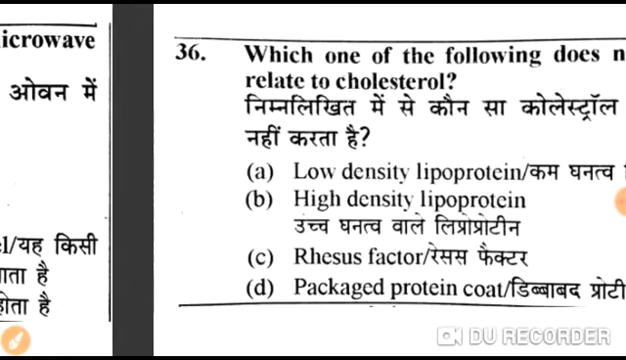 icrowave
ओवन में
l/यह किसी
ाता है
होता है
36. Which one of the following does n
relate to cholesterol?
निम्नलिखित में से कौन सा कोलेस्ट्रॉल
नहीं करता है?
(a) Low density lipoprotein/कम घनत्व
(b) High density lipoprotein
उच्च घनत्व वाले लिप्रोप्रोटीन
(c) Rhesus factor/रेसस फैक्टर
(d) Packaged protein coat/डिब्बाबद प्रोटी
DU RECORDER